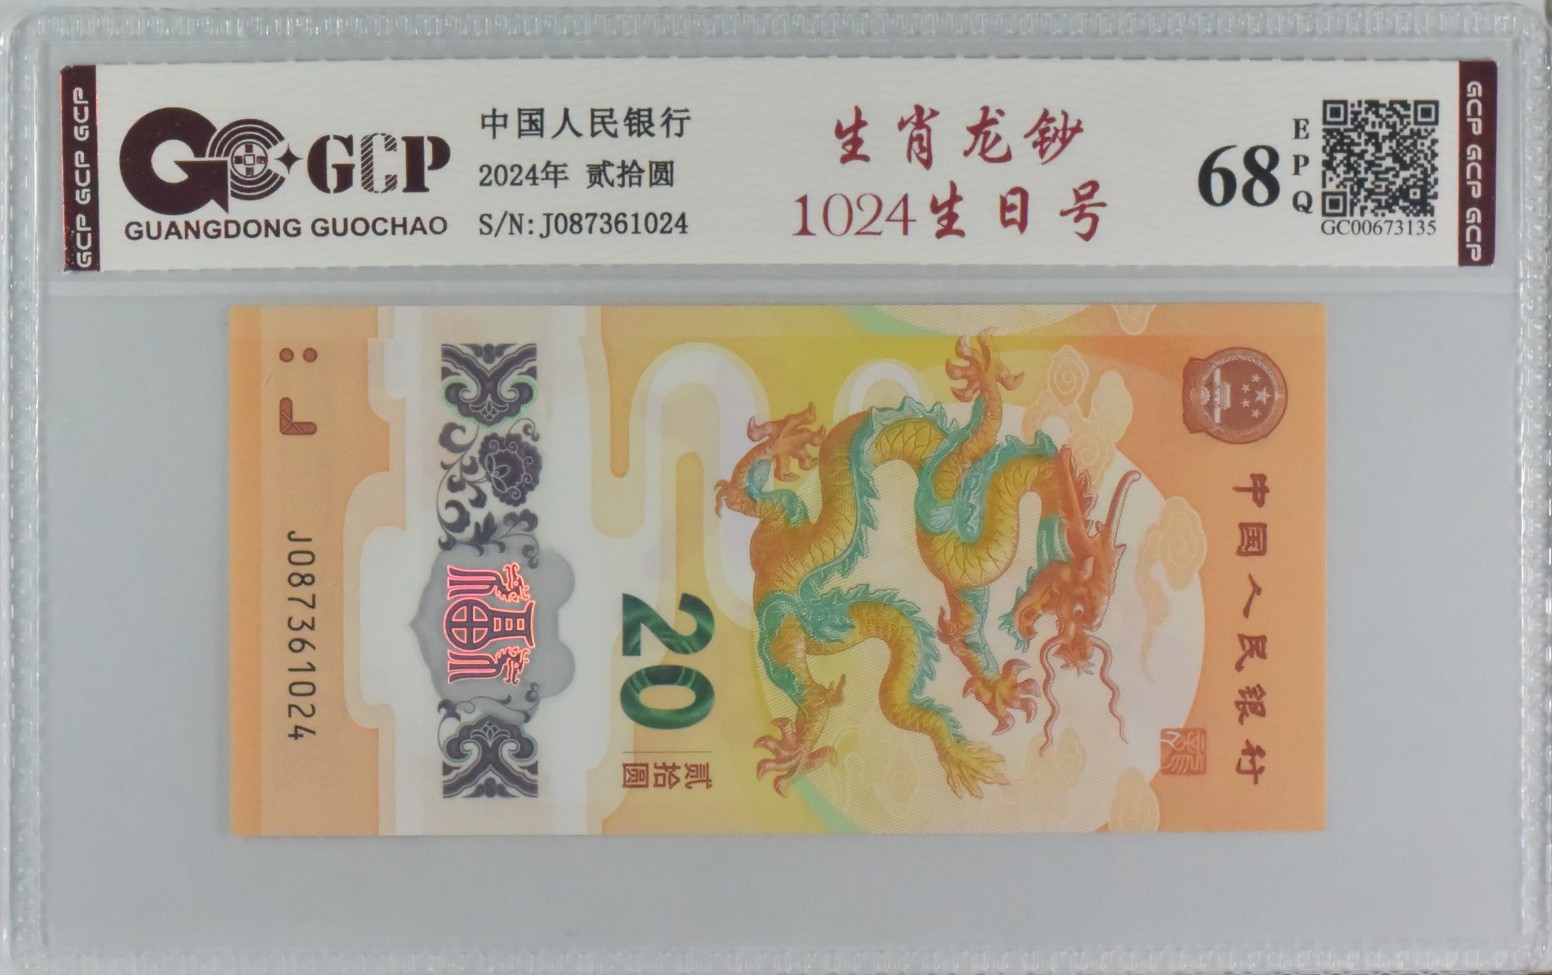 GCP GCP GCP
GCP
GUANGDONG GUOCHAO
中国人民银行
2024年 贰拾圆
S/N:J087361024
生肖龙钞
1024生日号
68
EPQ
GC00673135
GCP GCP GCP
J087361024
20
贰拾圆
中国人民银行